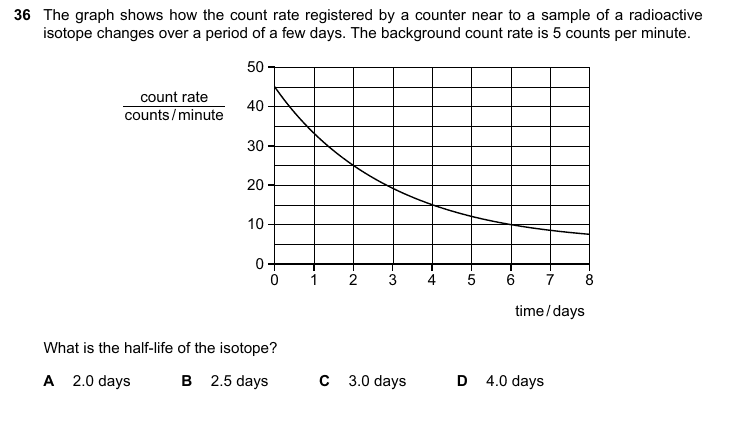 36 The graph shows how the count rate registered by a counter near to a sample of a radioactive
isotope changes over a period of a few days. The background count rate is 5 counts per minute.
50
count rate
counts / minute
40
30
20
10
0
0 1 2 3 4 5 6 7 8
time / days
What is the half-life of the isotope?
A 2.0 days B 2.5 days C 3.0 days D 4.0 days